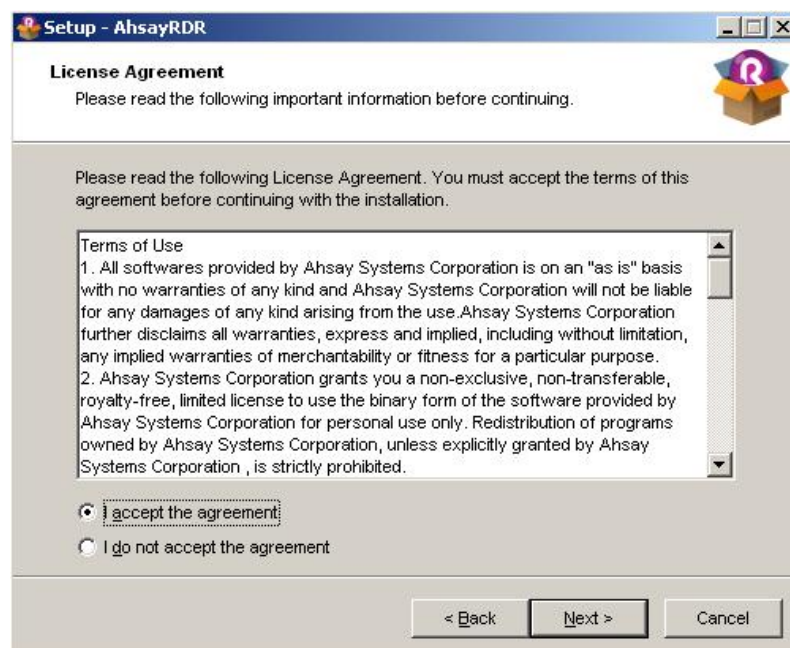 Setup - AhsayRDR
License Agreement
Please read the following important information before continuing.
R
Please read the following License Agreement. You must accept the terms of this
agreement before continuing with the installation.
Terms of Use
1. All softwares provided by Ahsay Systems Corporation is on an "as is" basis
with no warranties of any kind and Ahsay Systems Corporation will not be liable
for any damages of any kind arising from the use.Ahsay Systems Corporation
further disclaims all warranties, express and implied, including without limitation,
any implied warranties of merchantability or fitness for a particular purpose.
2. Ahsay Systems Corporation grants you a non-exclusive, non-transferable,
royalty-free, limited license to use the binary form of the software provided by
Ahsay Systems Corporation for personal use only. Redistribution of programs
owned by Ahsay Systems Corporation, unless explicitly granted by Ahsay
Systems Corporation , is strictly prohibited.
I accept the agreement
I do not accept the agreement
< Back
Next >
Cancel